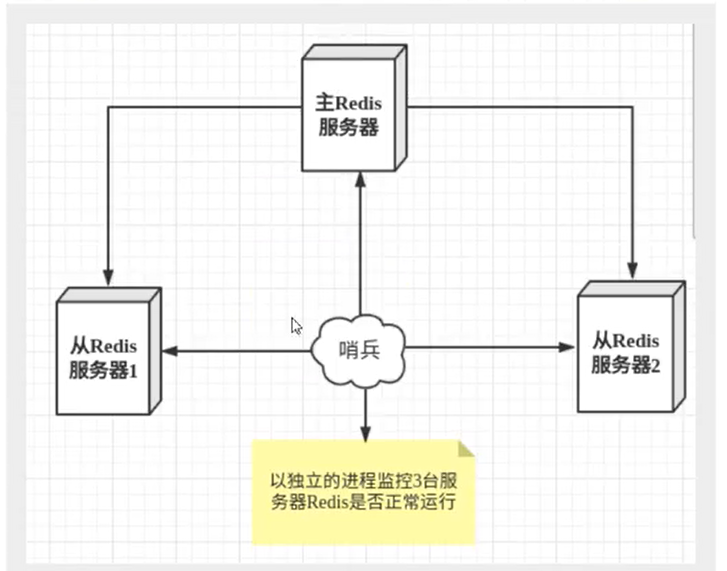 主Redis
服务器
从Redis
服务器1
哨兵
从Redis
服务器2
以独立的进程监控3台服
务器Redis是否正常运行